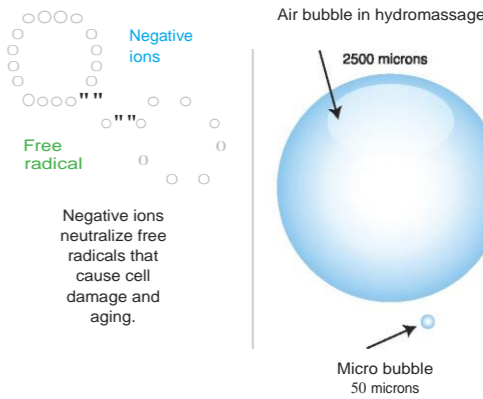 Negative
ions
" "
" "
Free
radical
Negative ions
neutralize free
radicals that
cause cell
damage and
aging.
Air bubble in hydromassage
2500 microns
Micro bubble
50 microns